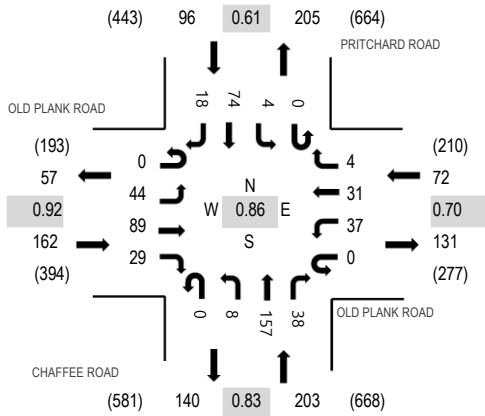 (443) 96 0.61 205 (664)
PRITCHARD ROAD
18 74 4 0
OLD PLANK ROAD
(193)
57
0.92
162
(394)
0
44
89
29
N
W 0.86 E
S
4
31
37
0
(210)
72
0.70
131
(277)
0 8 157 38
OLD PLANK ROAD
CHAFFEE ROAD
(581) 140 0.83 203 (668)